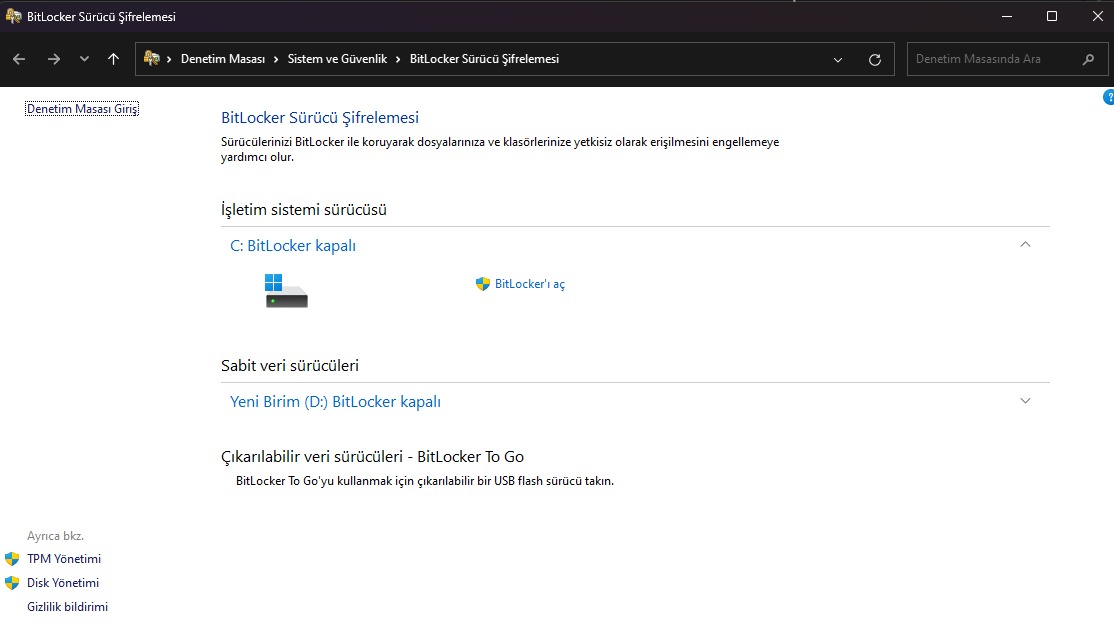 BitLocker Sürücü Şifrelemesi
Denetim Masası > Sistem ve Güvenlik > BitLocker Sürücü Şifrelemesi
Denetim Masasında Ara
Denetim Masası Giriş
BitLocker Sürücü Şifrelemesi
Sürücülerinizi BitLocker ile koruyarak dosyalarınıza ve klasörlerinize yetkisiz olarak erişilmesini engellemeye
yardımcı olur.
İşletim sistemi sürücüsü
C: BitLocker kapalı
BitLocker'ı aç
Sabit veri sürücüleri
Yeni Birim (D:) BitLocker kapalı
Çıkarılabilir veri sürücüleri - BitLocker To Go
BitLocker To Go'yu kullanmak için çıkarılabilir bir USB flash sürücü takın.
Ayrıca bkz.
TPM Yönetimi
Disk Yönetimi
Gizlilik bildirimi